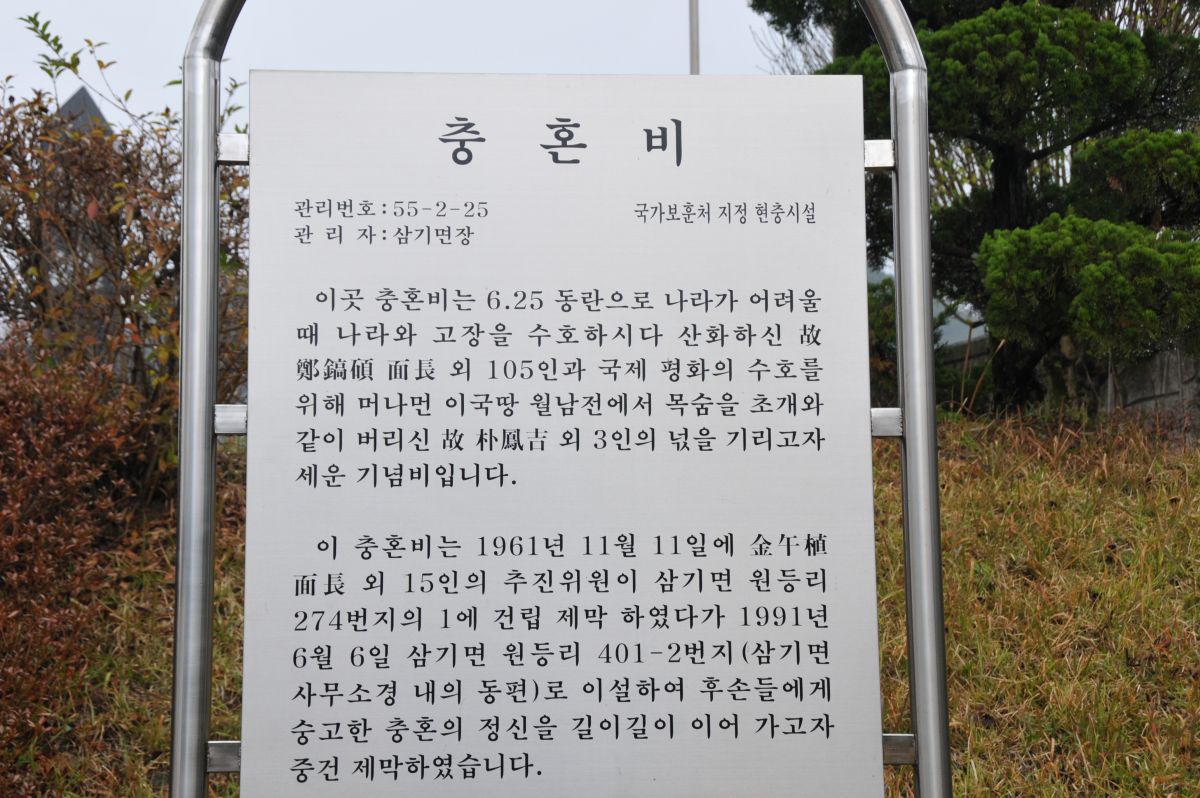 충 혼 비
관리번호:55-2-25
국가보훈처 지정 현충시설
관 리 자:삼기면장
이곳 충혼비는 6.25 동란으로 나라가 어려울
때 나라와 고장을 수호하시다 산화하신 故
鄭鎬碩 面長 외 105인과 국제 평화의 수호를
위해 머나먼 이국땅 월남전에서 목숨을 초개와
같이 버리신 故 朴鳳吉 외 3인의 넋을 기리고자
세운 기념비입니다.
이 충혼비는 1961년 11월 11일에 金午植
面長 외 15인의 추진위원이 삼기면 원등리
274번지의 1에 건립 제막 하였다가 1991년
6월 6일 삼기면 원등리 401-2번지(삼기면
사무소경 내의 동편)로 이설하여 후손들에게
숭고한 충혼의 정신을 길이길이 이어 가고자
중건 제막하였습니다.